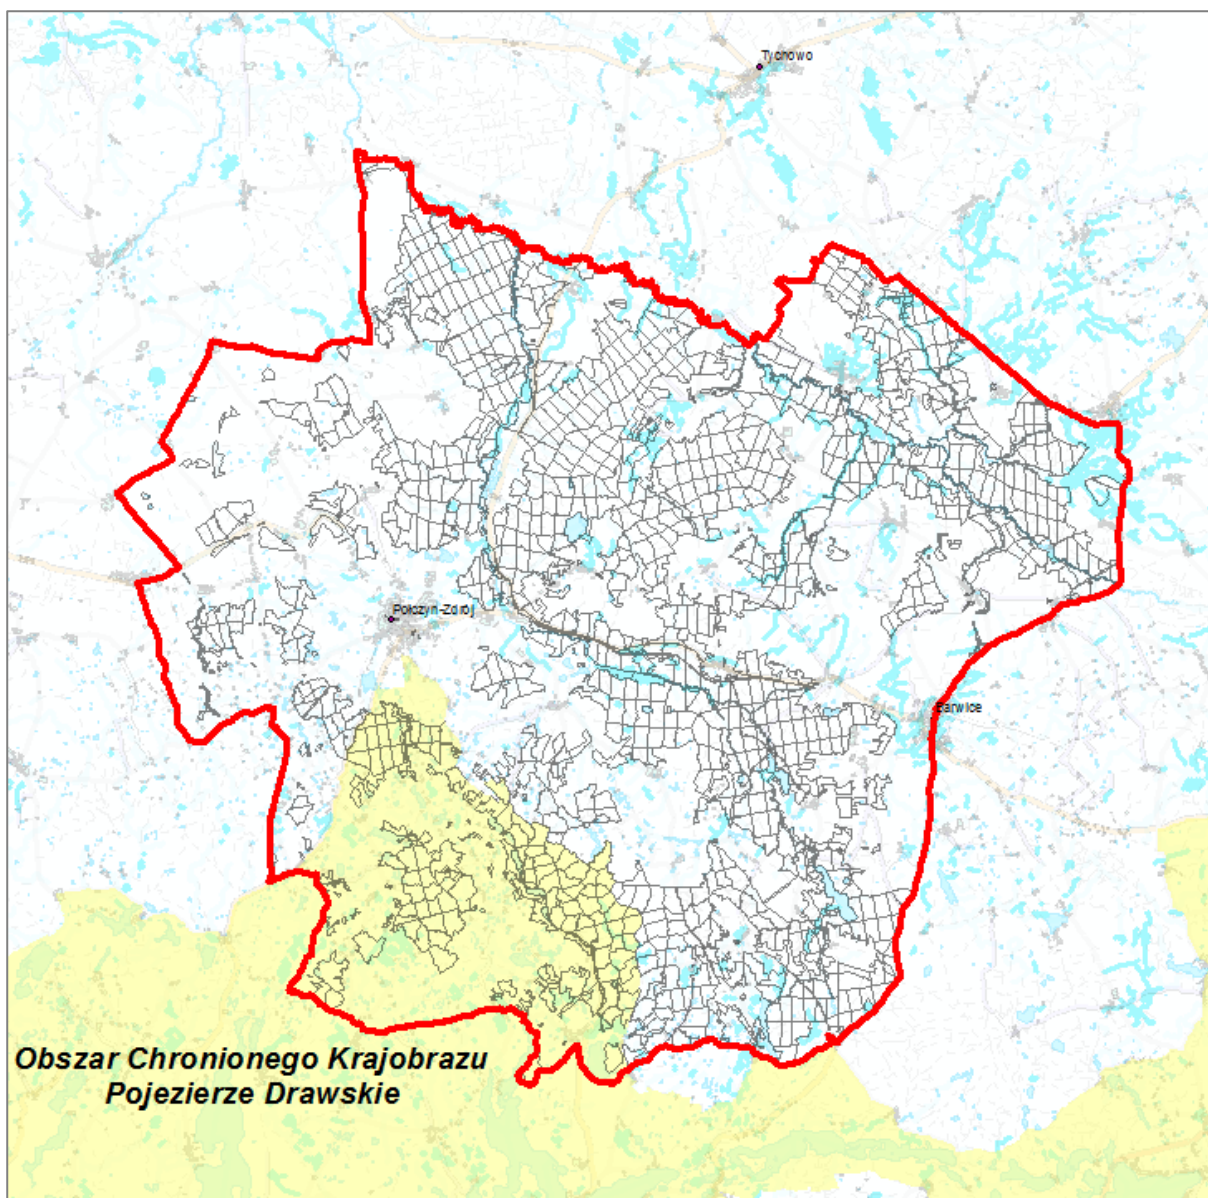 Tychowo
Połczyn-Zdrój
Barwice
Obszar Chronionego Krajobrazu
Pojezierze Drawskie